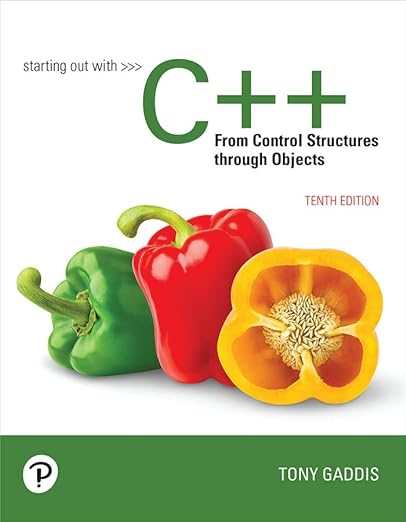 starting out with >>>
C++
From Control Structures
through Objects
TENTH EDITION
P
TONY GADDIS